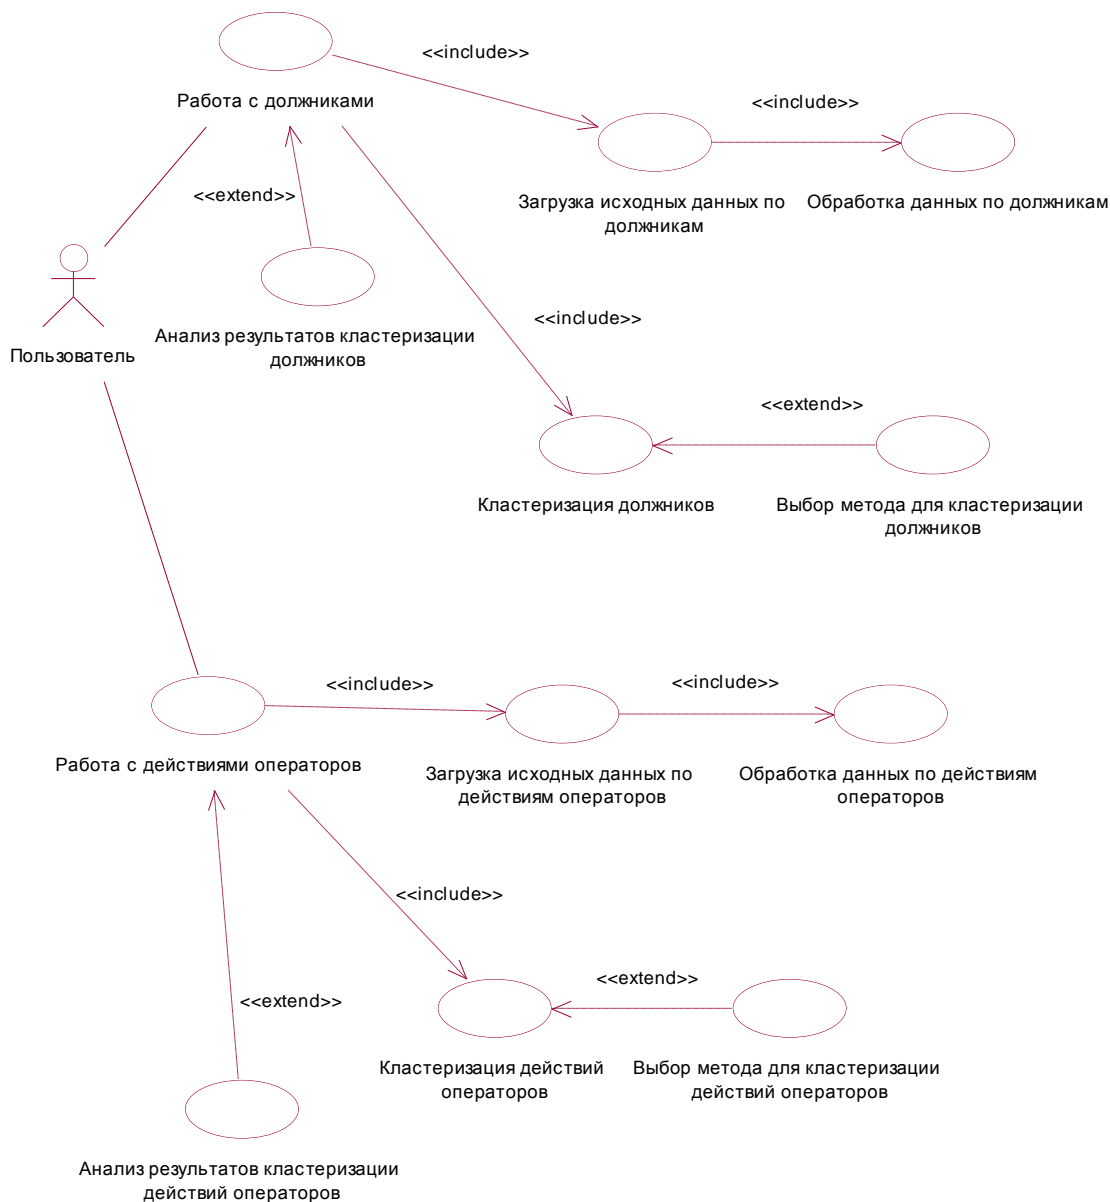 <<include>>
Работа с должниками
<<include>>
<<extend>>
Загрузка исходных данных по
должникам
Обработка данных по должникам
<<include>>
Анализ результатов кластеризации
должников
Пользователь
<<extend>>
Кластеризация должников
Выбор метода для кластеризации
должников
<<include>>
<<include>>
Работа с действиями операторов
Загрузка исходных данных по
действиям операторов
Обработка данных по действиям
операторов
<<include>>
<<extend>>
<<extend>>
Кластеризация действий
операторов
Выбор метода для кластеризации
действий операторов
Анализ результатов кластеризации
действий операторов